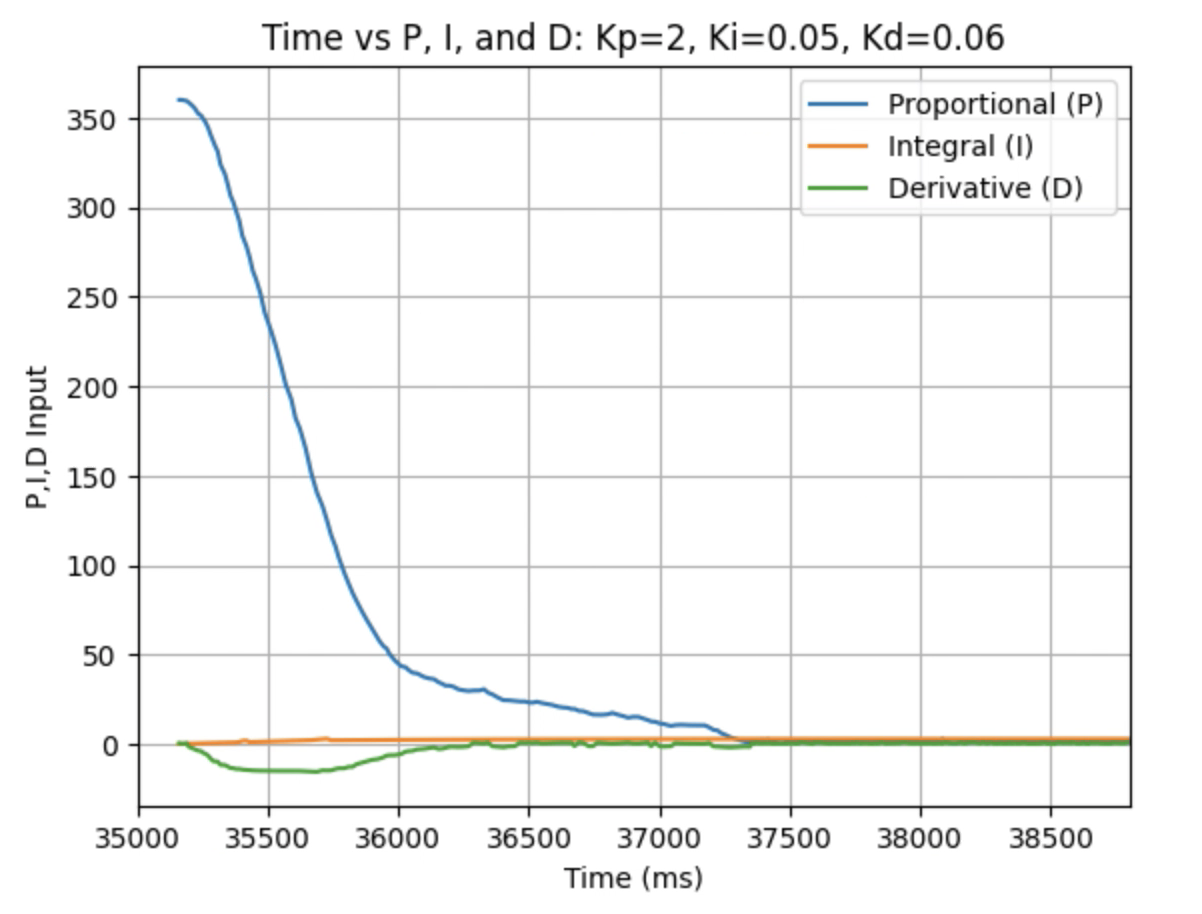 Time vs P, I, and D: Kp=2, Ki=0.05, Kd=0.06
Proportional (P)
Integral (I)
Derivative (D)
P,I,D Input
350
300
250
200
150
100
50
0
35000 35500 36000 36500 37000 37500 38000 38500
Time (ms)